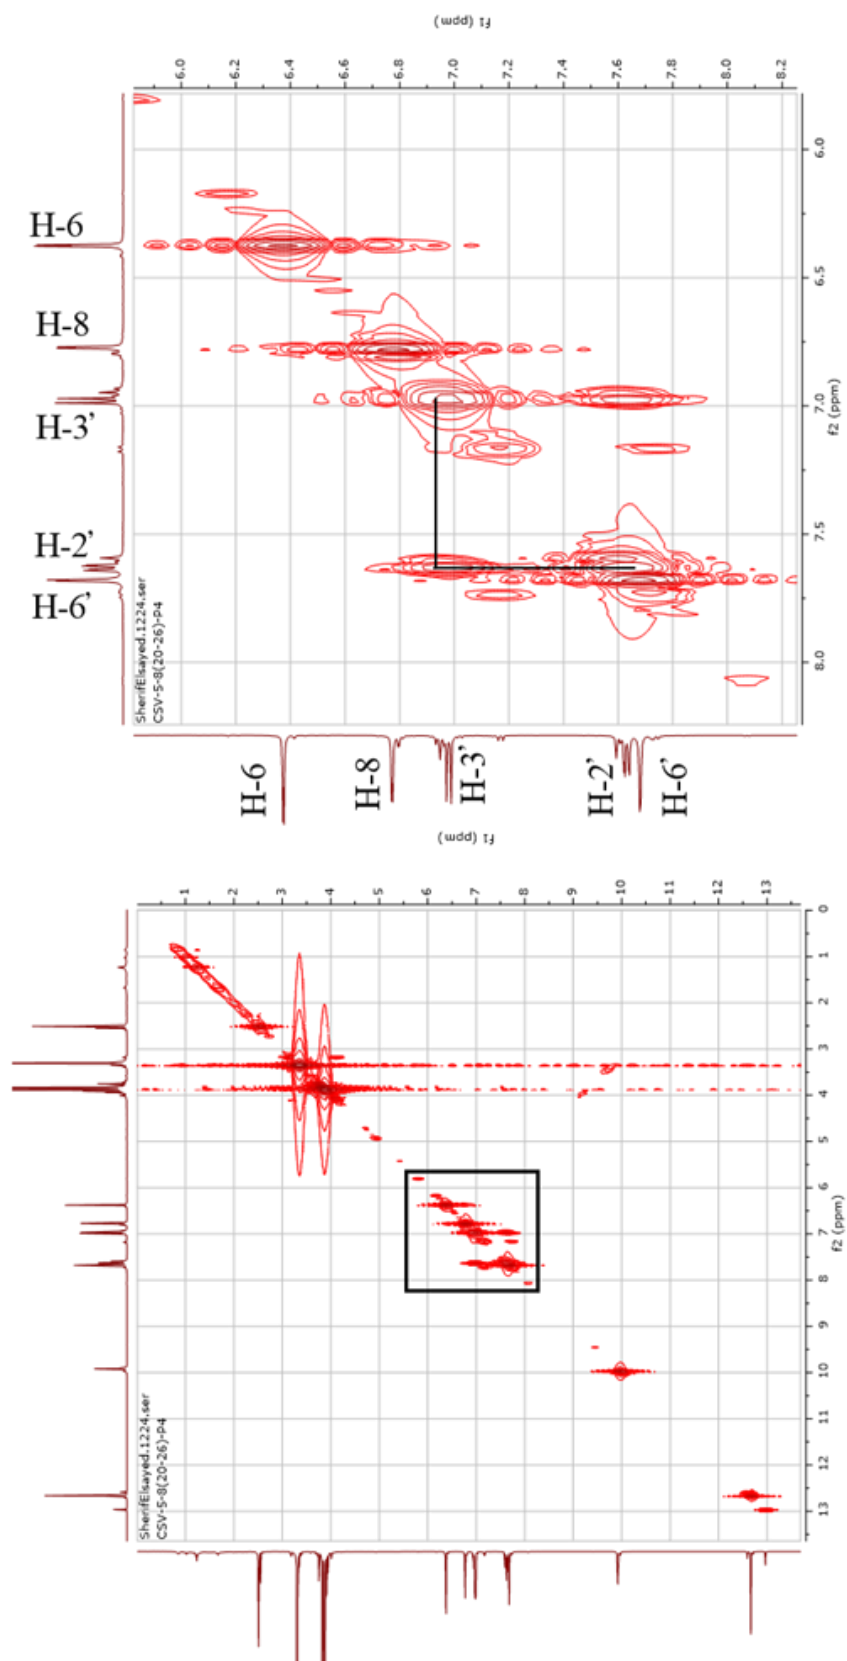 f1 (ppm)
6.0
6.2
6.4
6.6
6.8
7.0
7.2
7.4
7.6
7.8
8.0
8.2
H-6
H-8
H-3’
H-2’
H-6’
SherifElsayed.1224.ser
CSV-5-8(20-26)-P4
6.0
6.5
7.0
7.5
8.0
f2 (ppm)
H-6
H-8
H-3’
H-2’
H-6’
f1 (ppm)
1
2
3
4
5
6
7
8
9
10
11
12
13
SherifElsayed.1224.ser
CSV-5-8(20-26)-P4
0
1
2
3
4
5
6
7
8
9
10
11
12
13
f2 (ppm)